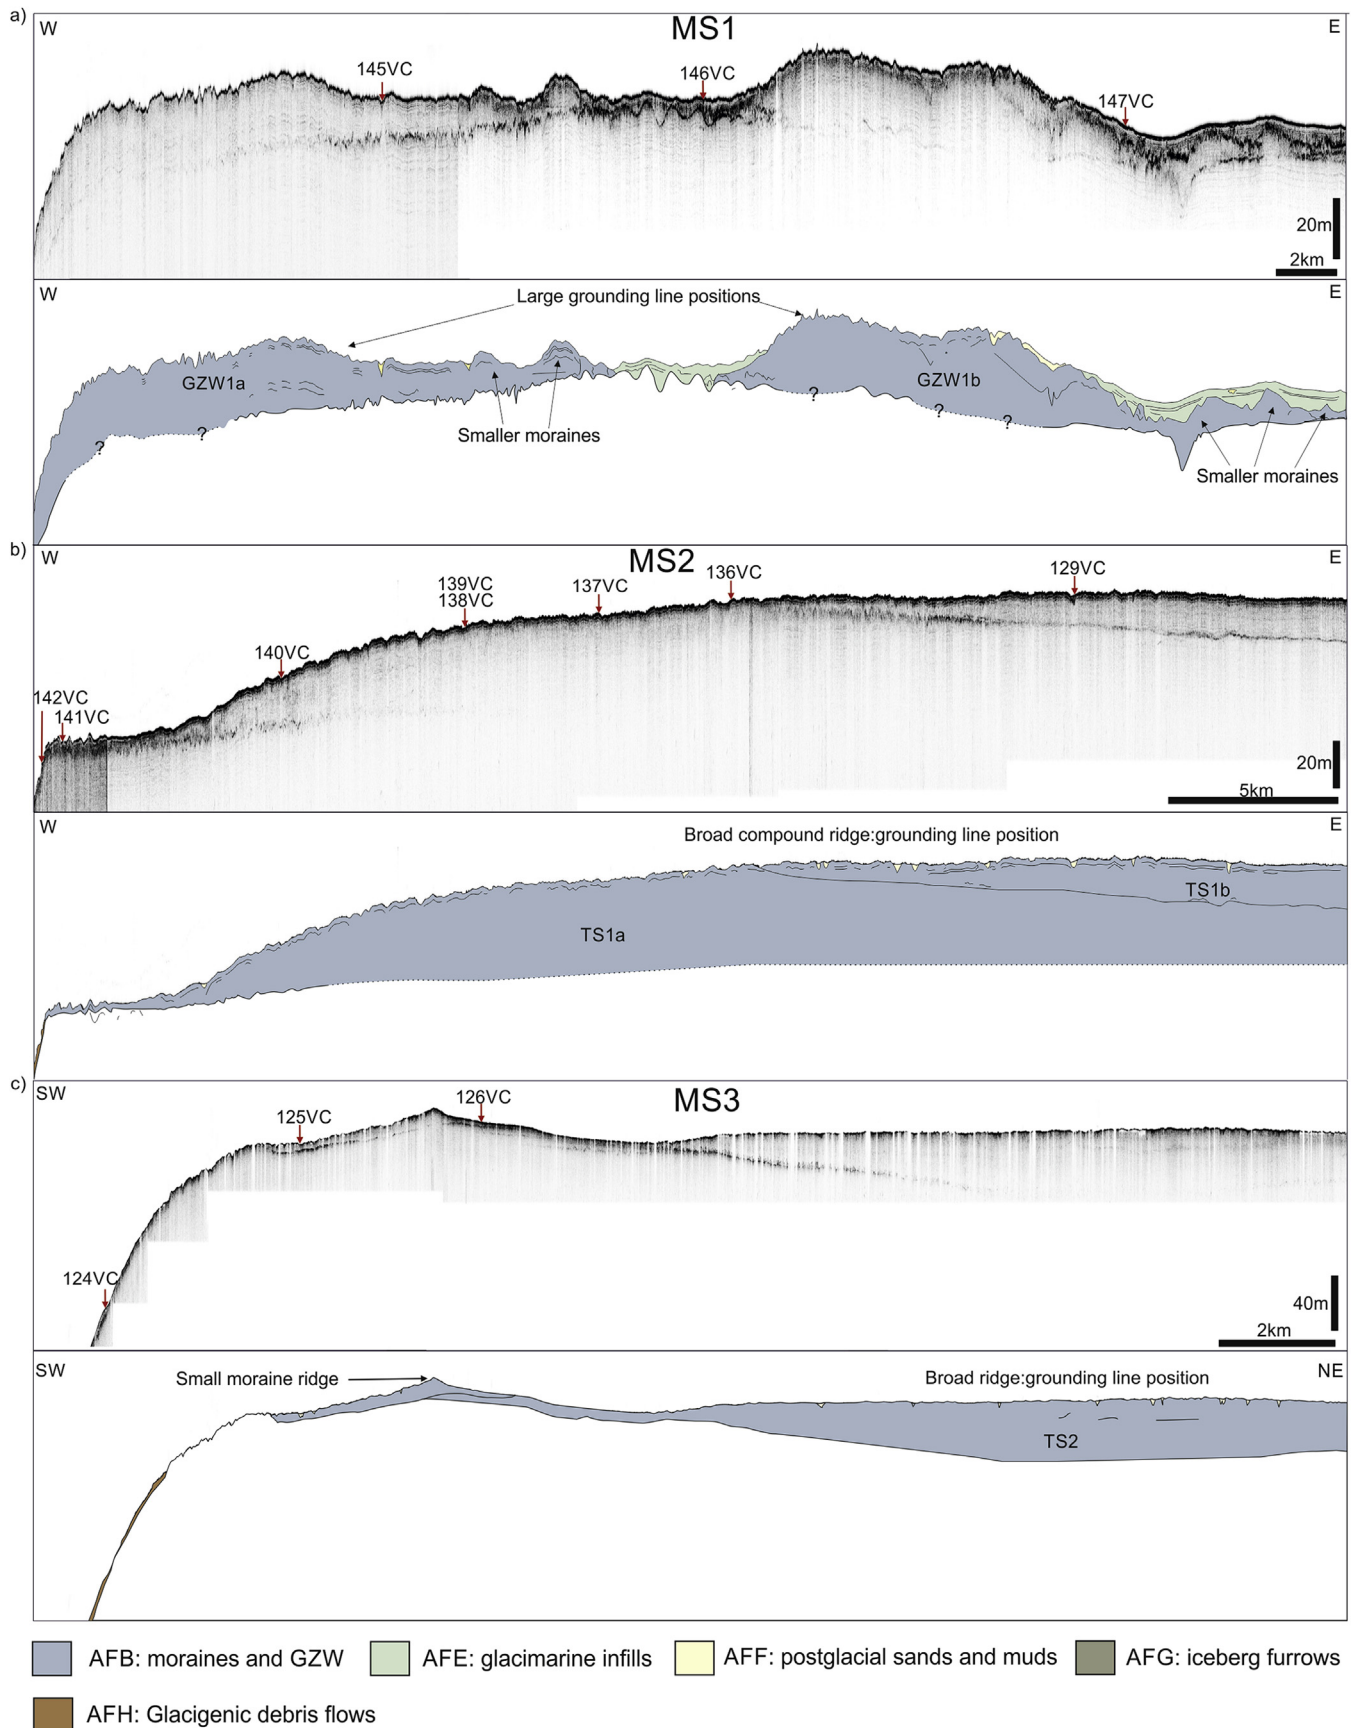 a)
W
MS1
E
145VC
146VC
147VC
20m
2km
W
E
Large grounding line positions
GZW1a
GZW1b
?
?
?
?
?
Smaller moraines
Smaller moraines
b)
W
MS2
E
139VC
138VC
137VC
136VC
129VC
140VC
142VC
141VC
20m
5km
W
E
Broad compound ridge:grounding line position
TS1b
TS1a
c)
SW
MS3
125VC
126VC
124VC
40m
2km
SW
NE
Small moraine ridge
Broad ridge:grounding line position
TS2
AFB: moraines and GZW
AFE: glacimarine infills
AFF: postglacial sands and muds
AFG: iceberg furrows
AFH: Glacigenic debris flows